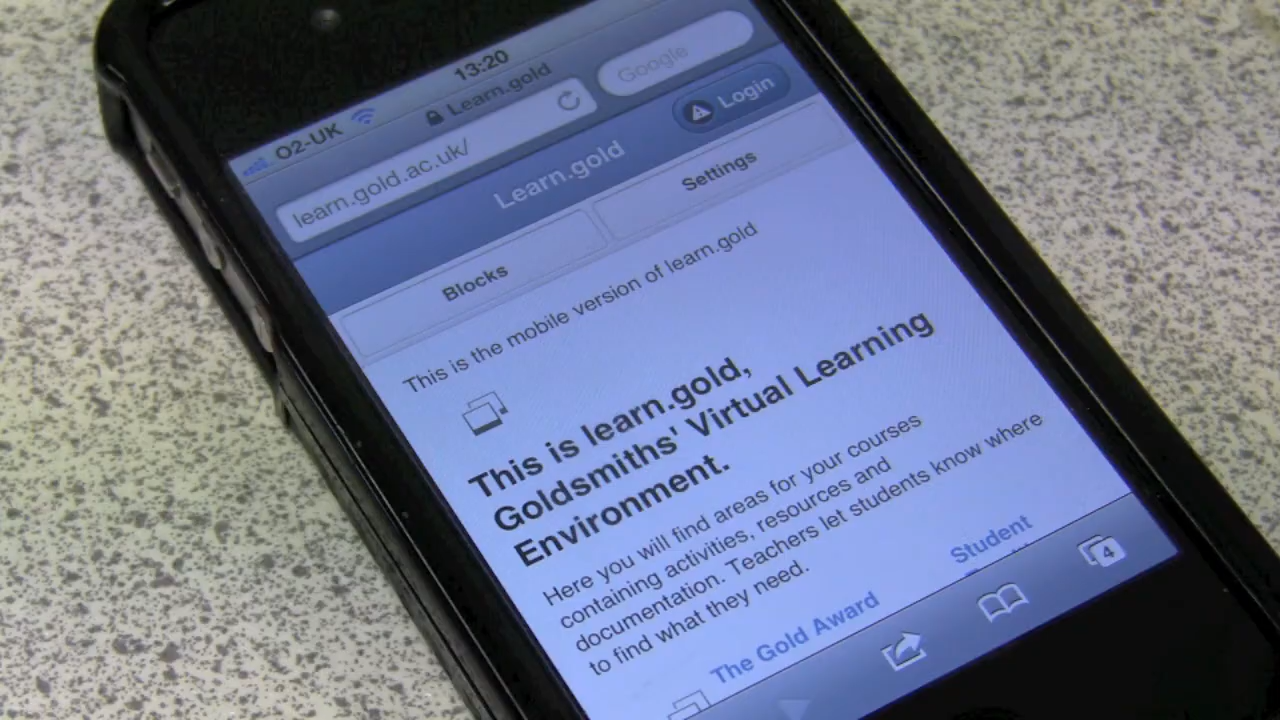 O2-UK 13:20
Learn.gold
learn.gold.ac.uk/ Google
Learn.gold Login
Blocks Settings
This is the mobile version of learn.gold
This is learn.gold,
Goldsmiths' Virtual Learning
Environment.
Here you will find areas for your courses
containing activities, resources and
documentation. Teachers let students know where
to find what they need.
The Gold Award Student
4